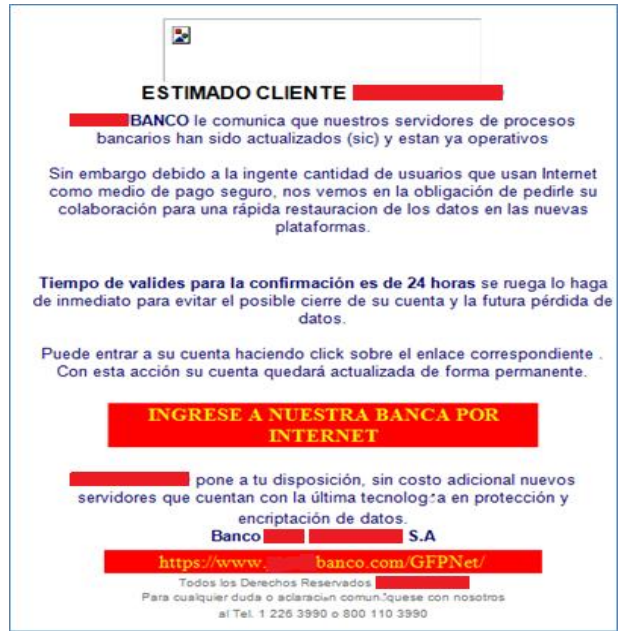 ESTIMADO CLIENTE
BANCO le comunica que nuestros servidores de procesos
bancarios han sido actualizados (sic) y estan ya operativos
Sin embargo debido a la ingente cantidad de usuarios que usan Internet
como medio de pago seguro, nos vemos en la obligación de pedirle su
colaboración para una rápida restauracion de los datos en las nuevas
plataformas.
Tiempo de valides para la confirmación es de 24 horas se ruega lo haga
de inmediato para evitar el posible cierre de su cuenta y la futura pérdida de
datos.
Puede entrar a su cuenta haciendo click sobre el enlace correspondiente .
Con esta acción su cuenta quedará actualizada de forma permanente.
INGRESE A NUESTRA BANCA POR
INTERNET
pone a tu disposición, sin costo adicional nuevos
servidores que cuentan con la última tecnología en protección y
encriptación de datos.
Banco S.A
https://www. banco.com/GFPNet/
Todos los Derechos Reservados
Para cualquier duda o aclaración comuníquese con nosotros
al Tel. 1 226 3990 o 800 110 3990